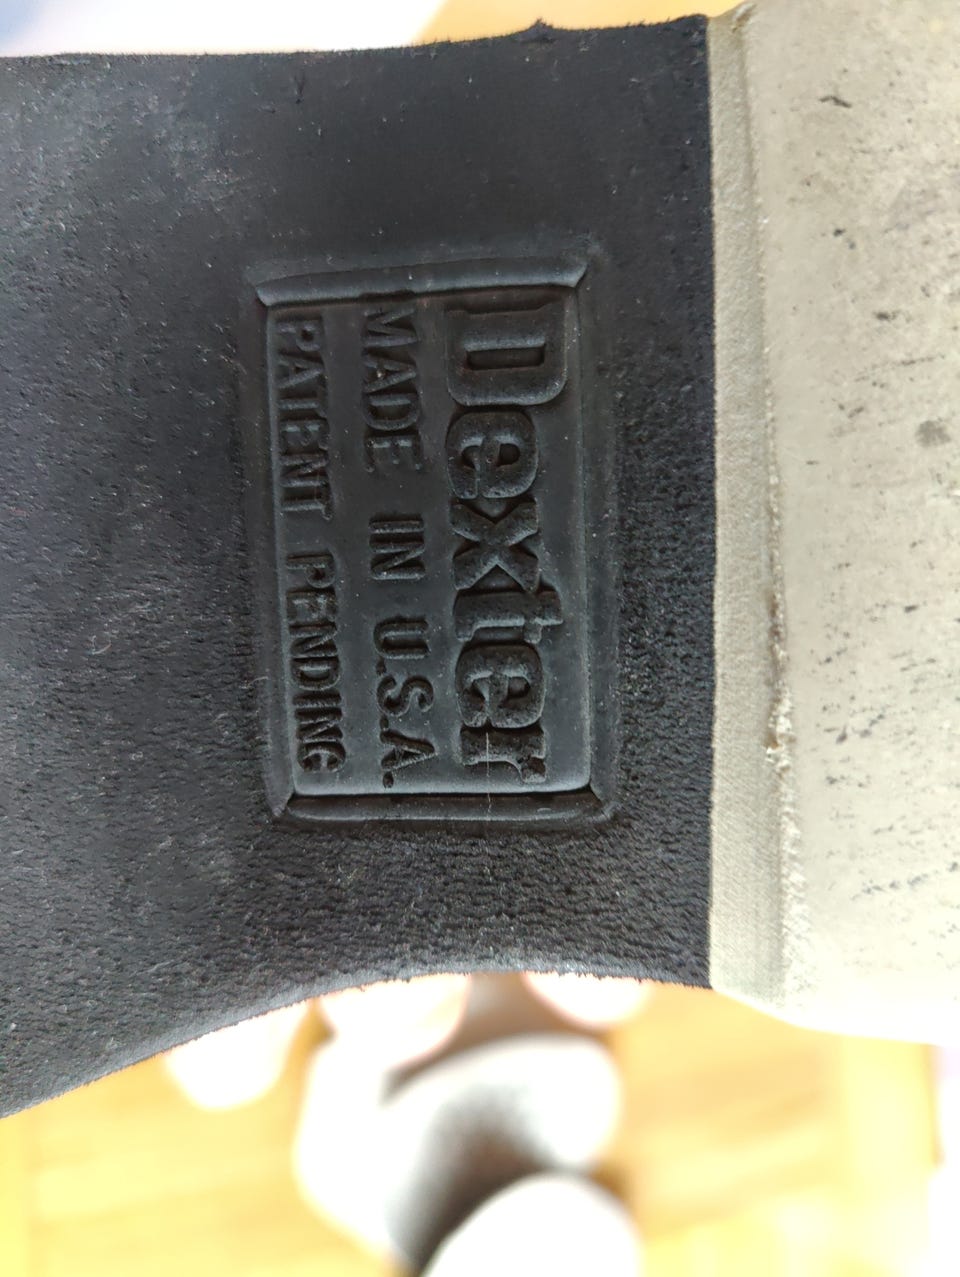 Dexter
MADE IN U.S.A.
PATENT PENDING